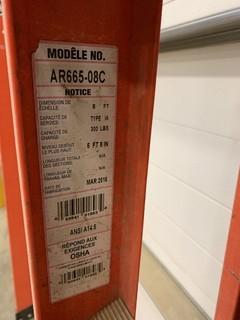 MODÈLE NO.
AR665-08C
NOTICE
DIMENSION DE
ÉCHELLE: 8 FT
CAPACITÉ DE
SERVICE: TYPE IA
CAPACITÉ DE
CHARGE: 300 LBS
NIVEAU DEBOUT
LE PLUS HAUT: 5 FT 8 IN
LONGUEUR TOTALE
DES SECTIONS: N/A
LONGUEUR DE
TRAVAIL MAX: N/A
DATE DE
FABRICATION MAR 2016
ANSI A14.5
RÉPOND AUX
EXIGENCES
OSHA